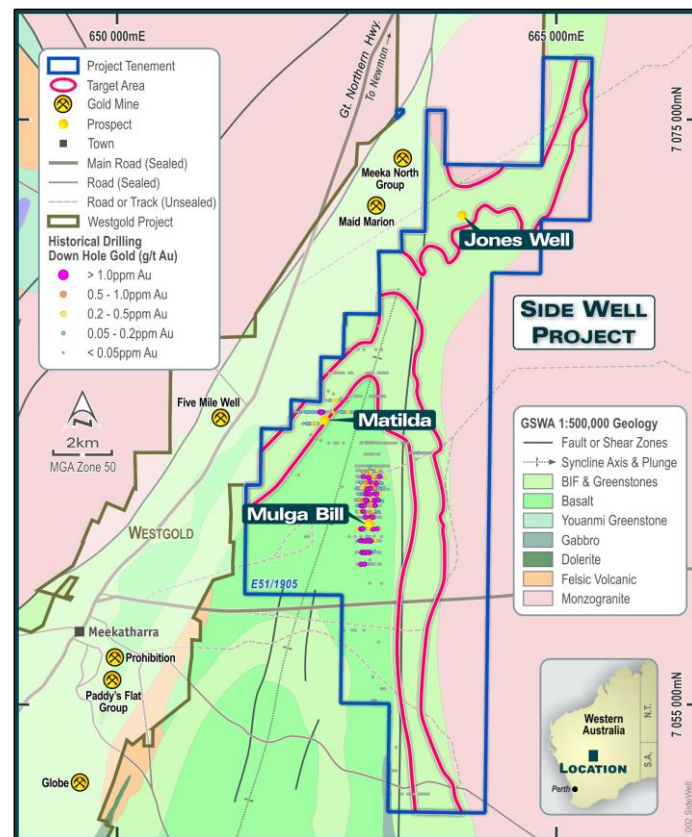 650 000mE
665 000mE
Project Tenement
Target Area
Gold Mine
Prospect
Town
Main Road (Sealed)
Road (Sealed)
Road or Track (Unsealed)
Westgold Project
Historical Drilling
Down Hole Gold (g/t Au)
> 1.0ppm Au
0.5 - 1.0ppm Au
0.2 - 0.5ppm Au
0.05 - 0.2ppm Au
< 0.05ppm Au
Gt. Northern Hwy.
To Newman
7 075 000mN
Meeka North
Group
Maid Marion
Jones Well
Side Well
Project
Five Mile Well
2km
MGA Zone 50
Matilda
Mulga Bill
Westgold
E51/1905
GSWA 1:500,000 Geology
Fault or Shear Zones
Syncline Axis & Plunge
BIF & Greenstones
Basalt
Youanmi Greenstone
Gabbro
Dolerite
Felsic Volcanic
Monzogranite
Meekatharra
Prohibition
Paddy's Flat
Group
Globe
7 055 000mN
Western
Australia
N.T.
S.A.
Location
Perth
002 SideWell